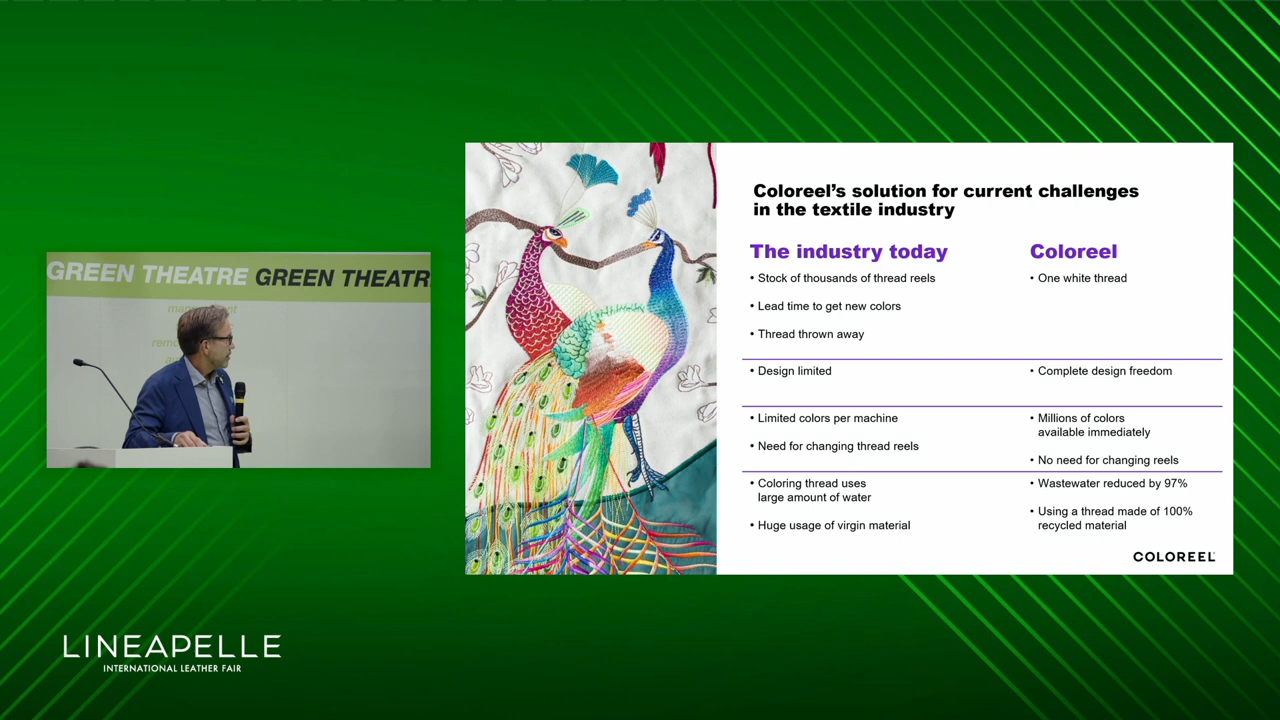 GREEN THEATRE GREEN THEATR
Coloreel's solution for current challenges
in the textile industry
The industry today
• Stock of thousands of thread reels
• Lead time to get new colors
• Thread thrown away
• Design limited
• Limited colors per machine
• Need for changing thread reels
• Coloring thread uses
large amount of water
• Huge usage of virgin material
Coloreel
• One white thread
• Complete design freedom
• Millions of colors
available immediately
• No need for changing reels
• Wastewater reduced by 97%
• Using a thread made of 100%
recycled material
COLOREEL
LINEAPELLE
INTERNATIONAL LEATHER FAIR